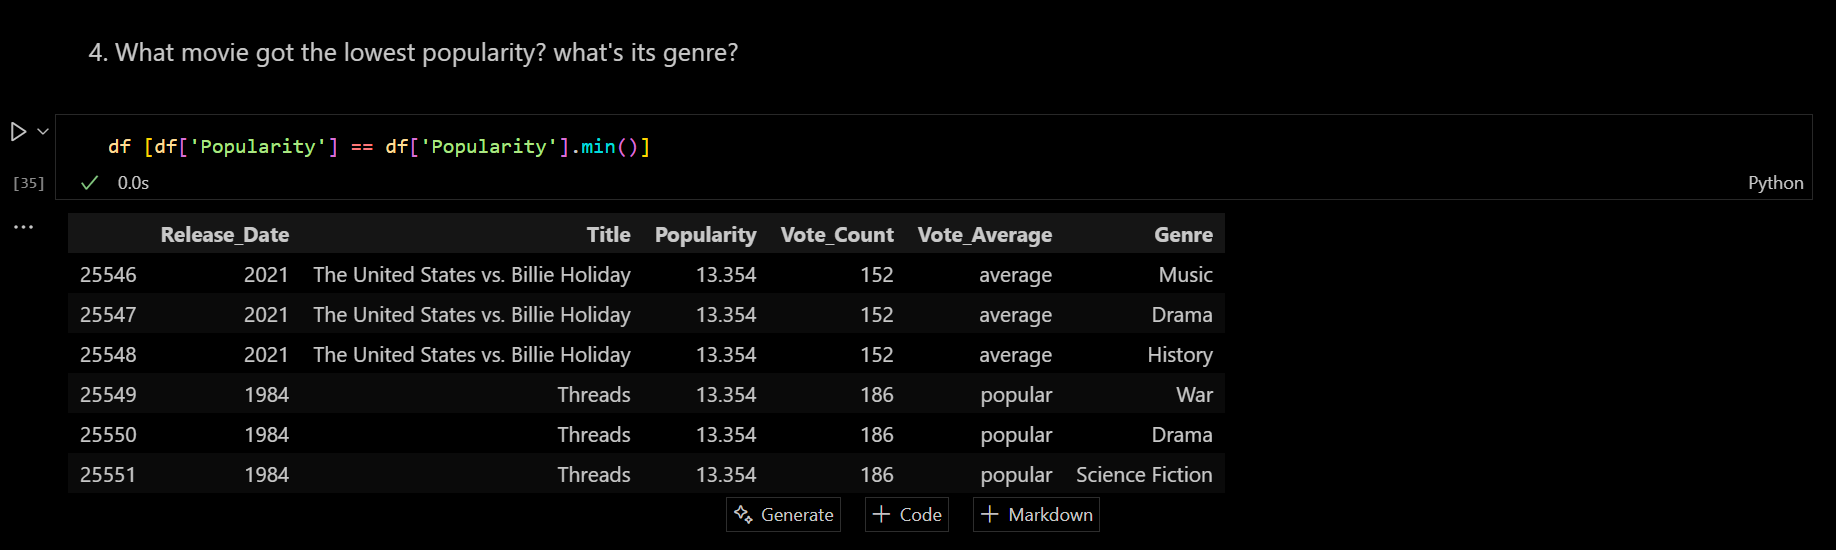 4. What movie got the lowest popularity? what's its genre?
df [df['Popularity'] == df['Popularity'].min()]
[35] 0.0s Python
Release_Date Title Popularity Vote_Count Vote_Average Genre
25546 2021 The United States vs. Billie Holiday 13.354 152 average Music
25547 2021 The United States vs. Billie Holiday 13.354 152 average Drama
25548 2021 The United States vs. Billie Holiday 13.354 152 average History
25549 1984 Threads 13.354 186 popular War
25550 1984 Threads 13.354 186 popular Drama
25551 1984 Threads 13.354 186 popular Science Fiction
Generate + Code + Markdown